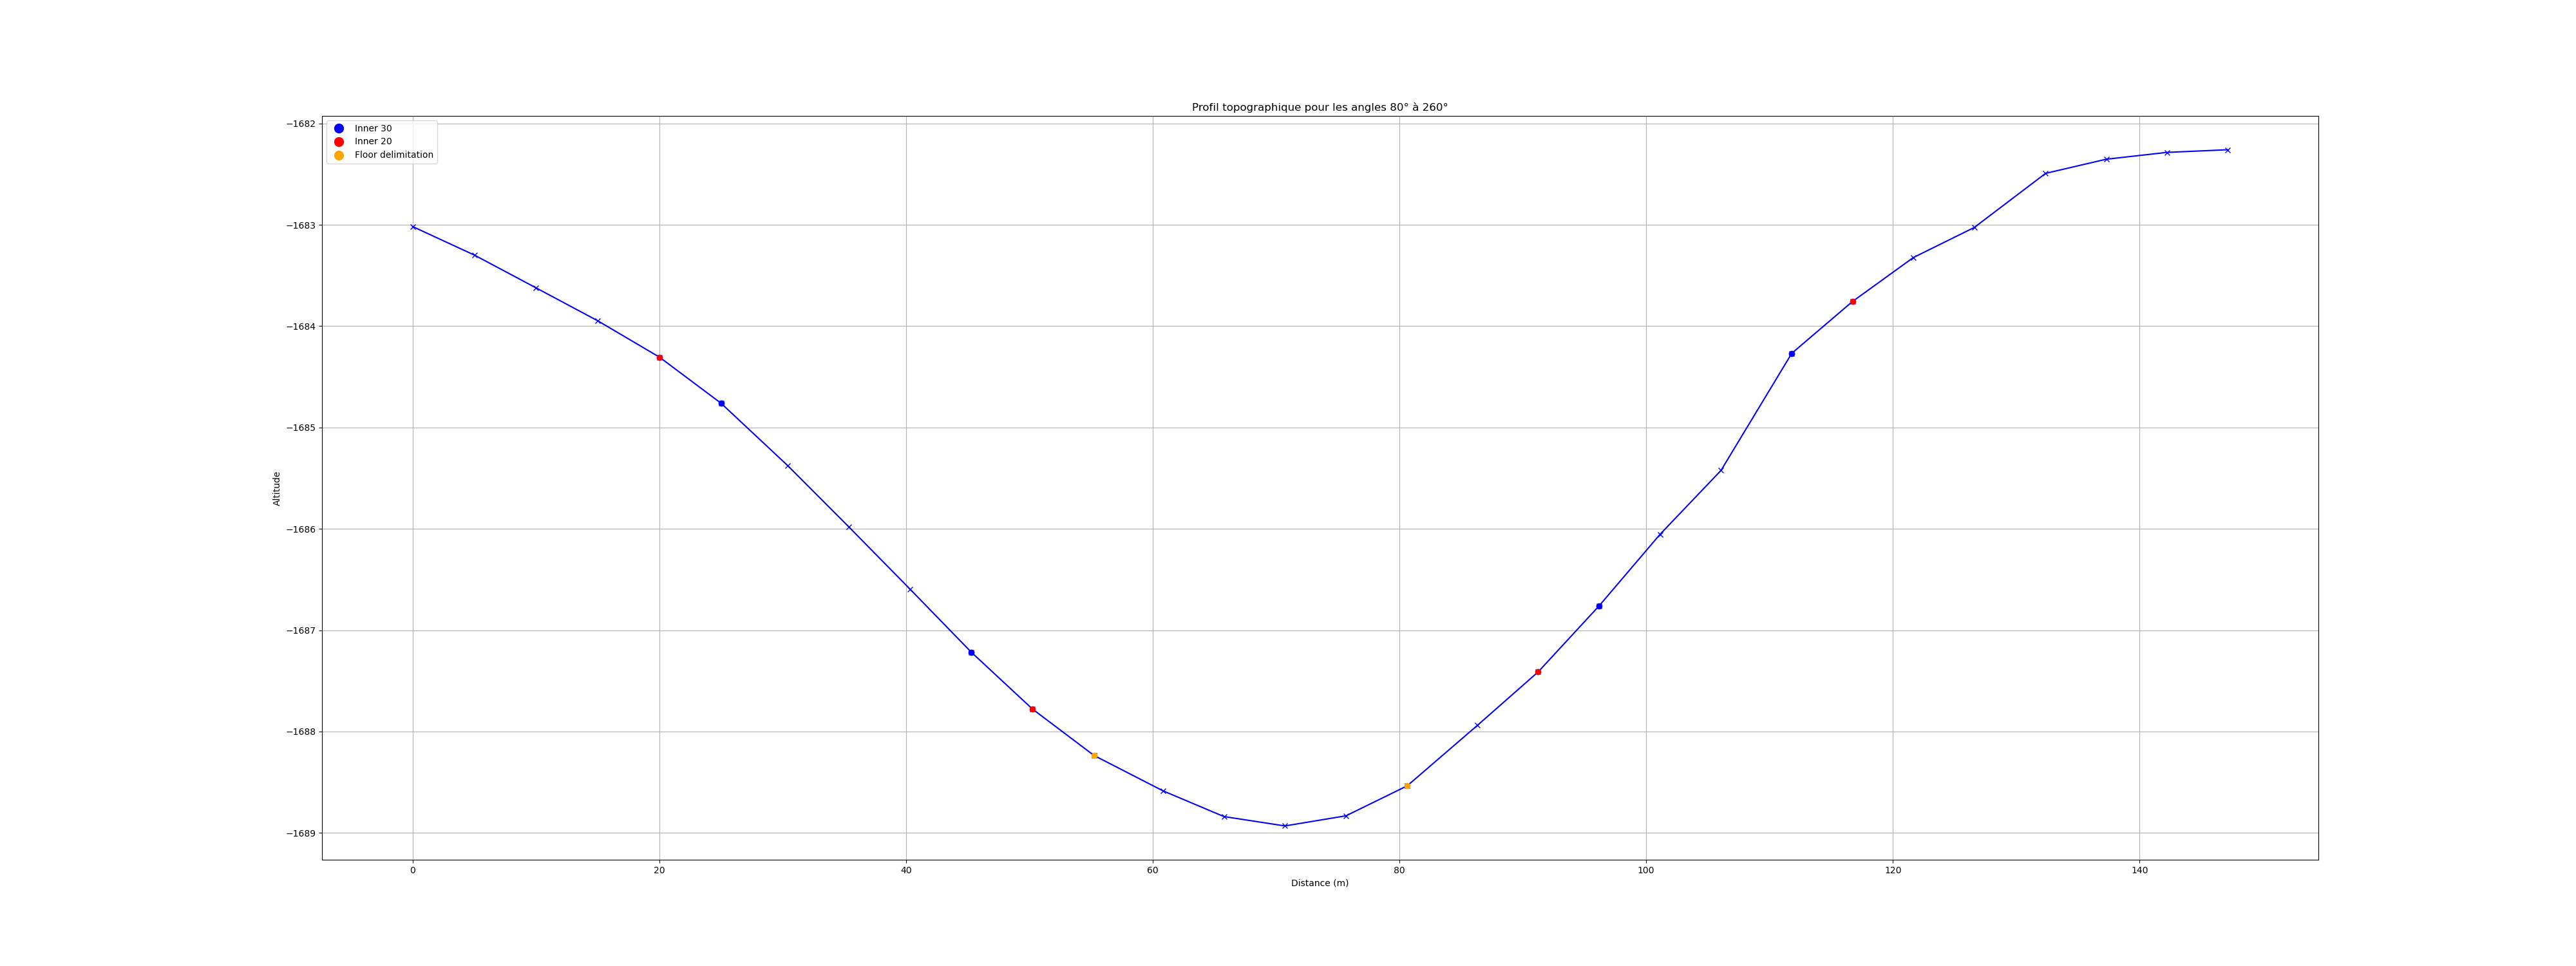 Profil topographique pour les angles 80° à 260°
Inner 30
Inner 20
Floor delimitation
−1682
−1683
−1684
−1685
−1686
−1687
−1688
−1689
Altitude
0 20 40 60 80 100 120 140
Distance (m)